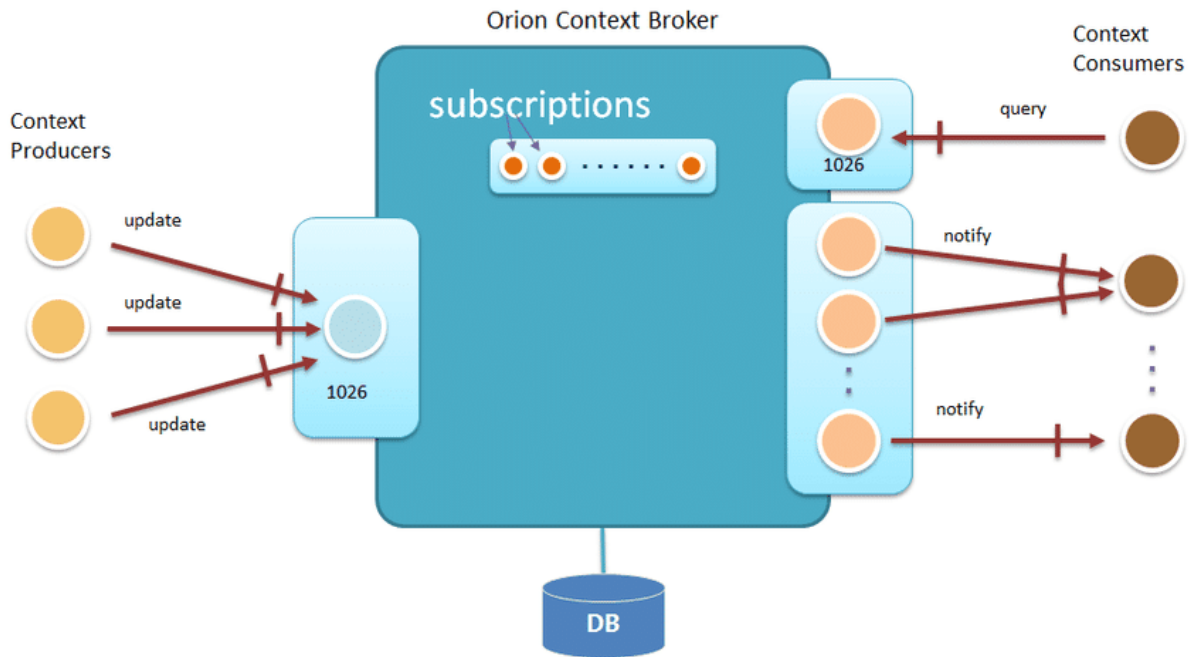 Orion Context Broker
Context
Producers
subscriptions
Context
Consumers
query
1026
update
update
update
1026
notify
notify
DB